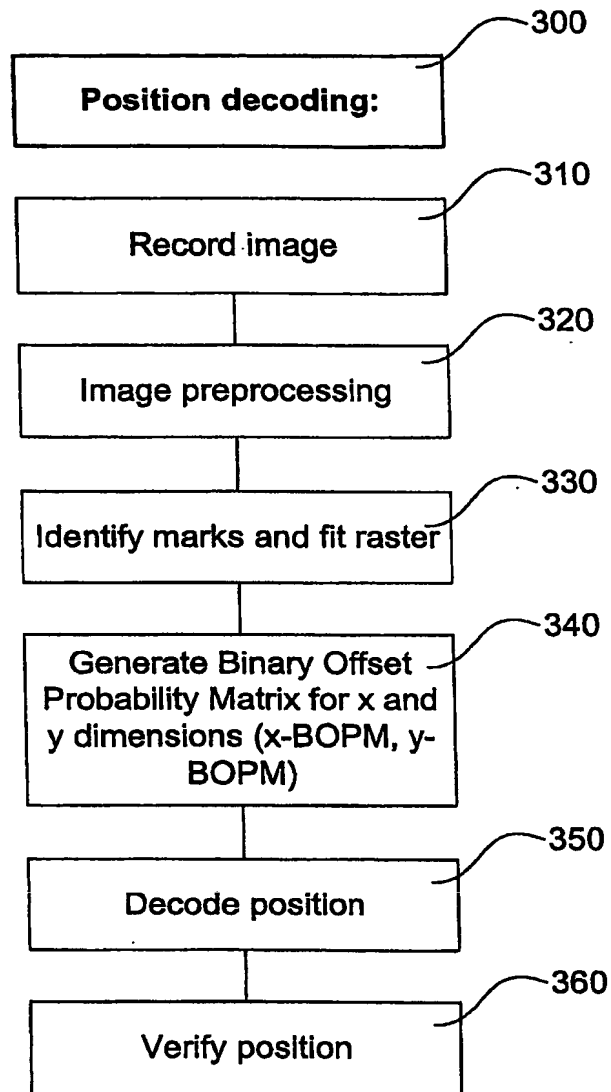 300
Position decoding:
310
Record image
320
Image preprocessing
330
Identify marks and fit raster
340
Generate Binary Offset
Probability Matrix for x and
y dimensions (x-BOPM, y-
BOPM)
350
Decode position
360
Verify position